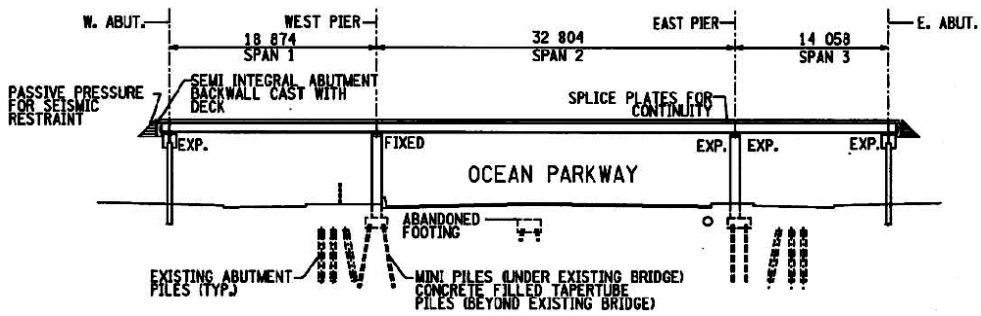 W. ABUT.
WEST PIER
EAST PIER
E. ABUT.
18 874
SPAN 1
32 804
SPAN 2
14 058
SPAN 3
PASSIVE PRESSURE
FOR SEISMIC
RESTRAINT
SEMI INTEGRAL ABUTMENT
BACKWALL CAST WITH
DECK
SPLICE PLATES FOR
CONTINUITY
EXP.
FIXED
EXP.
EXP.
EXP.
OCEAN PARKWAY
ABANDONED
FOOTING
EXISTING ABUTMENT
PILES (TYP.)
MINI PILES (UNDER EXISTING BRIDGE)
CONCRETE FILLED TAPERTUBE
PILES (BEYOND EXISTING BRIDGE)